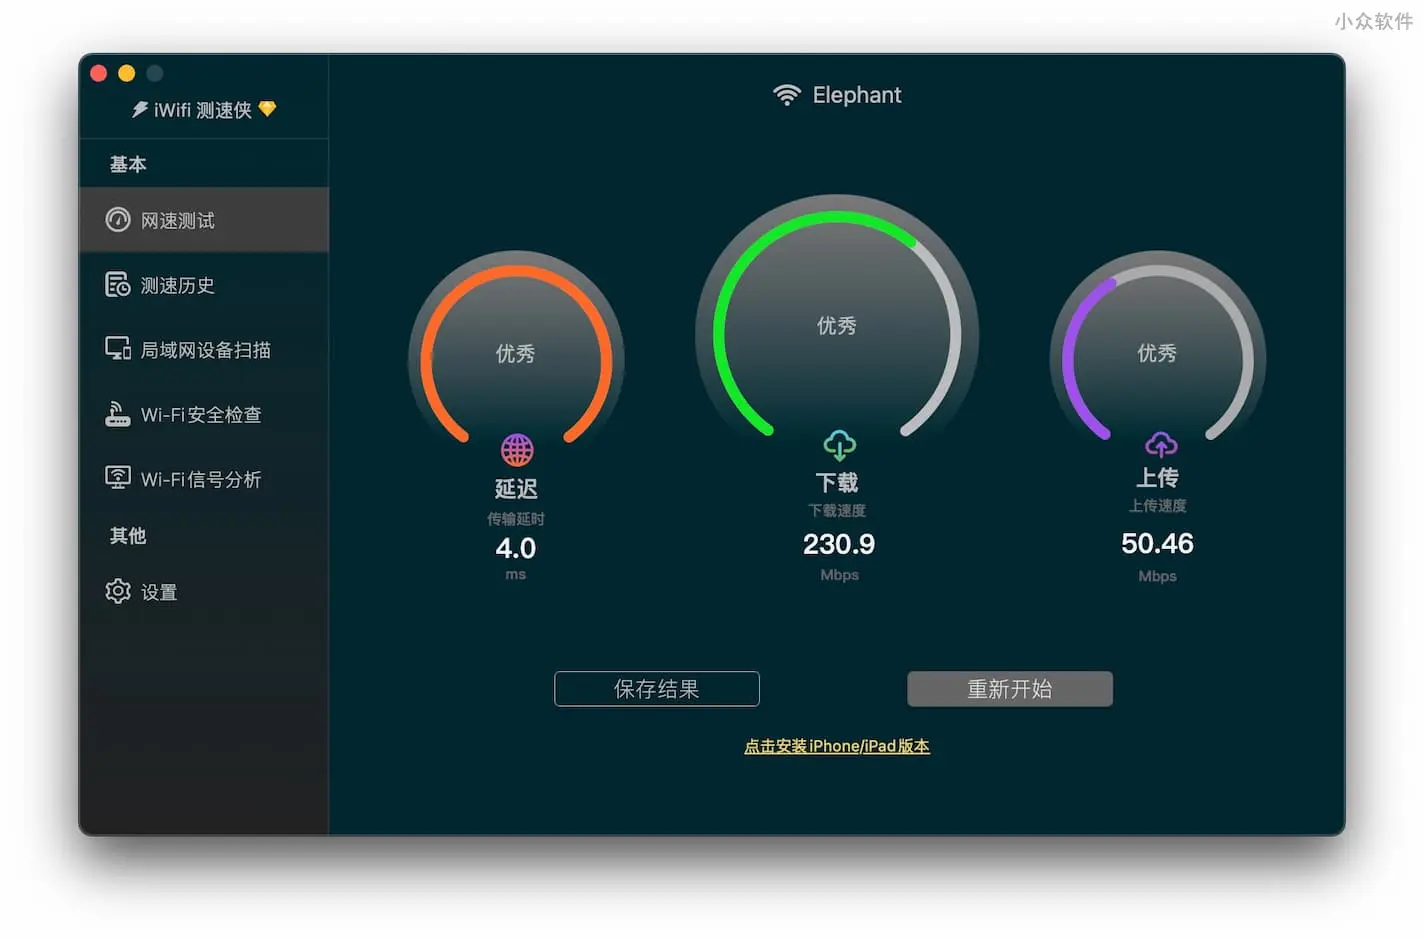 小众软件
iWifi 测速侠
基本
网速测试
测速历史
局域网设备扫描
Wi-Fi安全检查
Wi-Fi信号分析
其他
设置
Elephant
优秀
延迟
传输延时
4.0
ms
优秀
下载
下载速度
230.9
Mbps
优秀
上传
上传速度
50.46
Mbps
保存结果
重新开始
点击安装iPhone/iPad版本